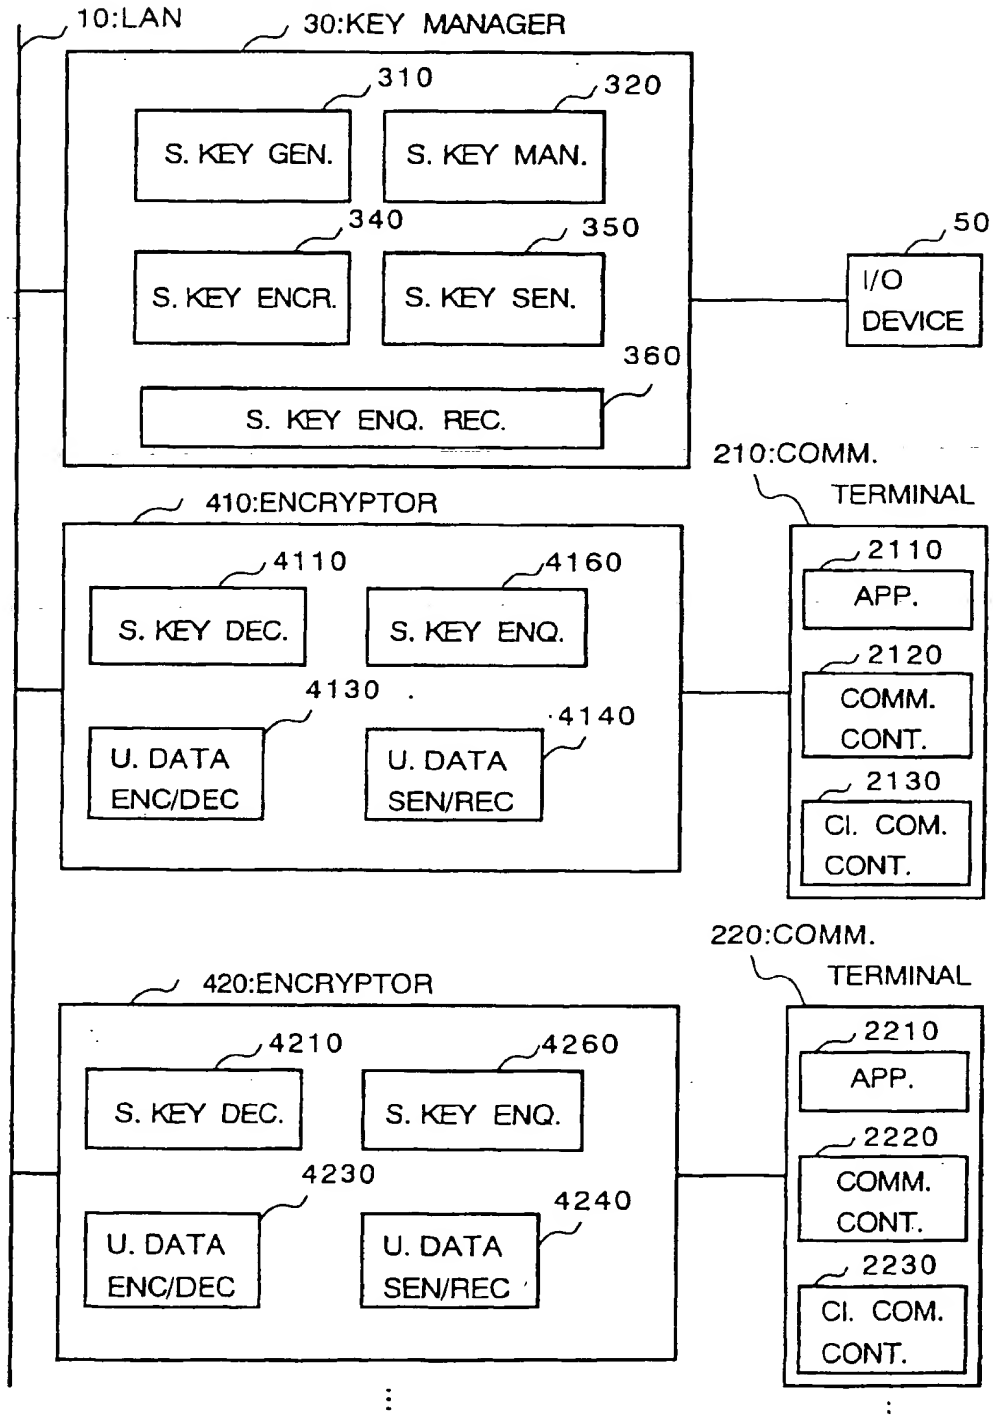 10:LAN
30:KEY MANAGER
310
320
S. KEY GEN.
S. KEY MAN.
340
350
S. KEY ENCR.
S. KEY SEN.
50
I/O
DEVICE
360
S. KEY ENQ. REC.
210:COMM.
TERMINAL
410:ENCRYPTOR
4110
4160
S. KEY DEC.
S. KEY ENQ.
4130
4140
U. DATA
ENC/DEC
U. DATA
SEN/REC
2110
APP.
2120
COMM.
CONT.
2130
CI. COM.
CONT.
220:COMM.
TERMINAL
420:ENCRYPTOR
4210
4260
S. KEY DEC.
S. KEY ENQ.
4230
4240
U. DATA
ENC/DEC
U. DATA
SEN/REC
2210
APP.
2220
COMM.
CONT.
2230
CI. COM.
CONT.